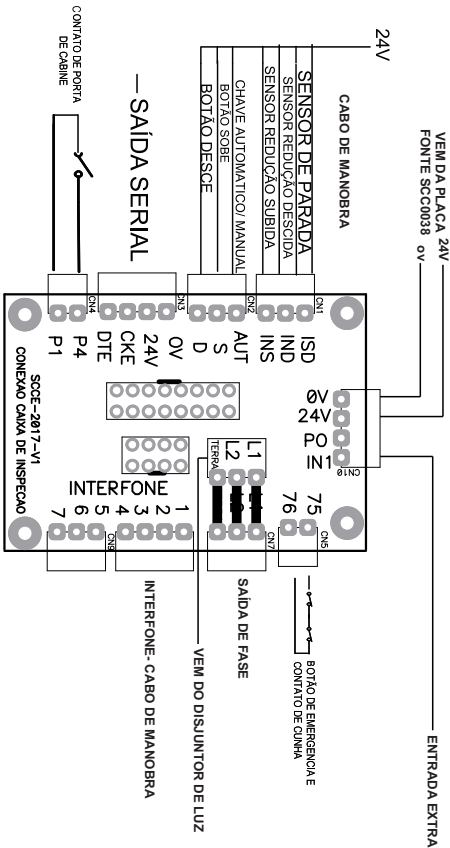 VEM DA PLACA 24V
FONTE SCC0038 0V
ENTRADA EXTRA
24V
CABO DE MANOBRA
SENSOR DE PARADA
SENSOR REDUÇÃO DESCIDA
SENSOR REDUÇÃO SUBIDA
CHAVE AUTOMATICO/ MANUAL
BOTÃO SOBE
BOTÃO DESCE
SAÍDA SERIAL
CONTATO DE PORTA
DE CABINE
CN1
ISD
IND
INS
CN2
AUT
S
D
CN3
0V
24V
CKE
DTE
CN4
P4
P1
0V
24V
PO
IN1
CN10
L1
L2
TERRA
INTERFONE
SCCE-2017-V1
CONEXAO CAIXA DE INSPECAO
75
76
CN5
CN7
1
2
3
4
CN9
5
6
7
BOTÃO DE EMERGENCIA E
CONTATO DE CUNHA
SAÍDA DE FASE
VEM DO DISJUNTOR DE LUZ
INTERFONE- CABO DE MANOBRA